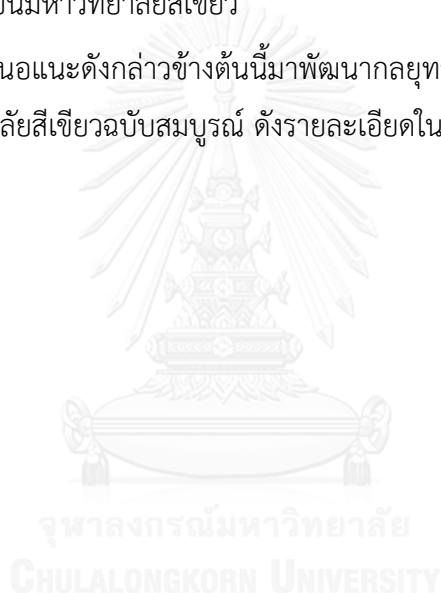 ป็นมหาวิทยาลัยสีเขียว
นอแนะดังกล่าวข้างต้นนี้มาพัฒนากลยุท
ลัยสีเขียวฉบับสมบูรณ์ ดังรายละเอียดใน
จุฬาลงกรณ์มหาวิทยาลัย
CHULALONGKORN UNIVERSITY